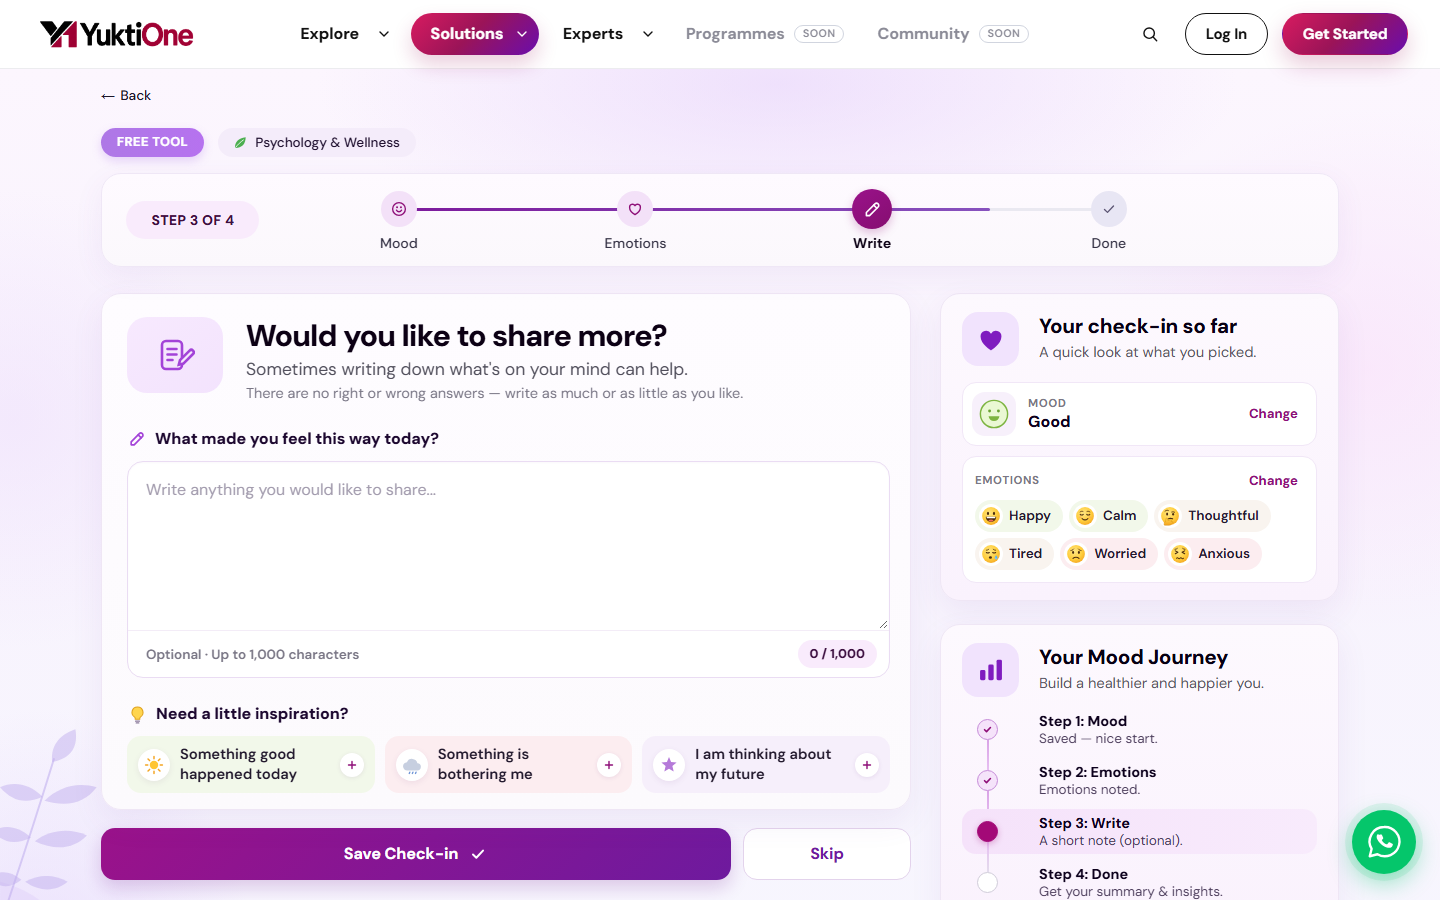 YuktiOne
Explore
Solutions
Experts
Programmes SOON
Community SOON
Log In
Get Started
← Back
FREE TOOL
Psychology & Wellness
STEP 3 OF 4
Mood
Emotions
Write
Done
Would you like to share more?
Sometimes writing down what's on your mind can help.
There are no right or wrong answers — write as much or as little as you like.
What made you feel this way today?
Write anything you would like to share...
Optional · Up to 1,000 characters
0 / 1,000
Need a little inspiration?
Something good
happened today
+
Something is
bothering me
+
I am thinking about
my future
+
Save Check-in
Skip
Your check-in so far
A quick look at what you picked.
MOOD
Good
Change
EMOTIONS
Change
Happy
Calm
Thoughtful
Tired
Worried
Anxious
Your Mood Journey
Build a healthier and happier you.
Step 1: Mood
Saved — nice start.
Step 2: Emotions
Emotions noted.
Step 3: Write
A short note (optional).
Step 4: Done
Get your summary & insights.